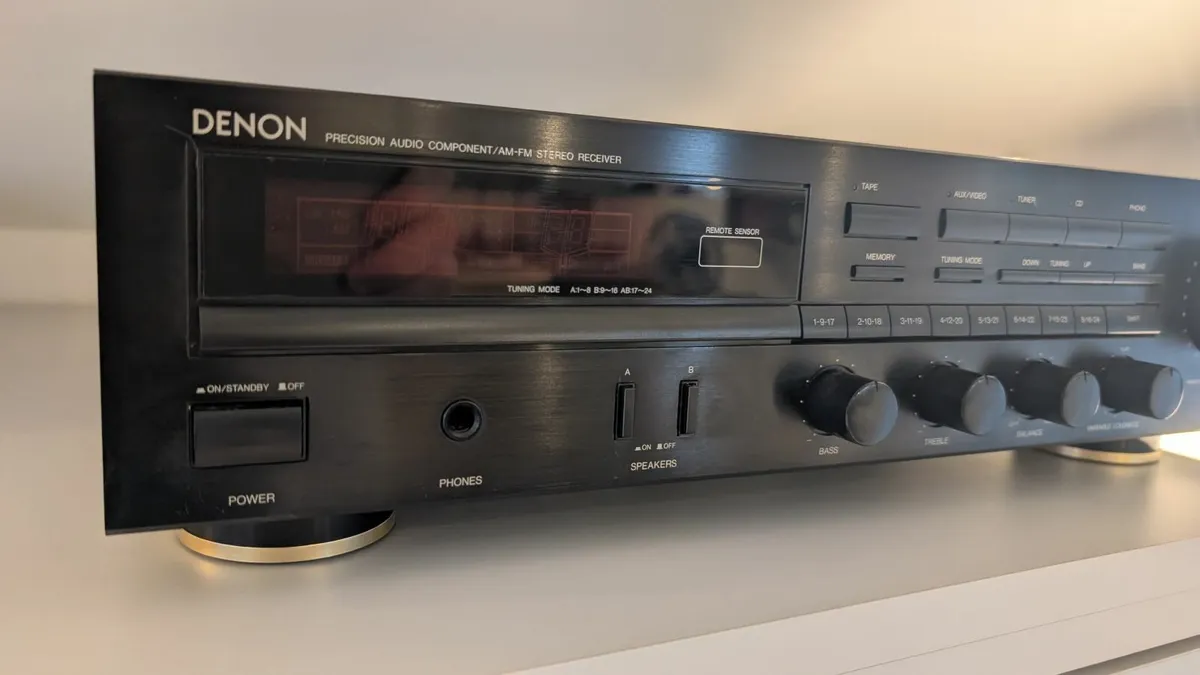 DENON
PRECISION AUDIO COMPONENT/AM-FM STEREO RECEIVER
TAPE
AUX/VIDEO
TUNER
CD
PHONO
REMOTE SENSOR
MEMORY
TUNING MODE
DOWN TUNING UP
BAND
TUNING MODE A:1~8 B:9~16 AB:17~24
1-9-17
2-10-18
3-11-19
4-12-20
5-13-21
6-14-22
7-15-23
8-16-24
ON/STANDBY OFF
A
B
ON OFF
SPEAKERS
POWER
PHONES
BASS
TREBLE
BALANCE
VARIABLE LOUDNESS